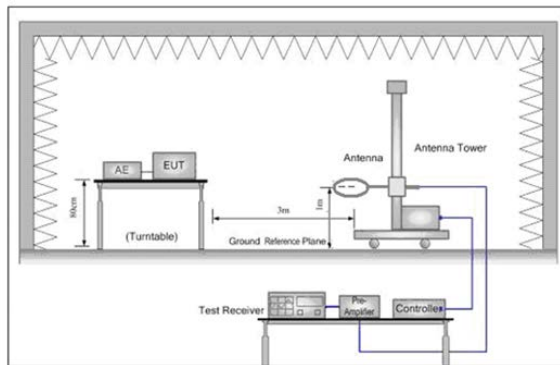 AE
EUT
Antenna
Antenna Tower
80cm
3m
1m
(Turntable)
Ground Reference Plane
Test Receiver
Pre-
Amplifier
Controller